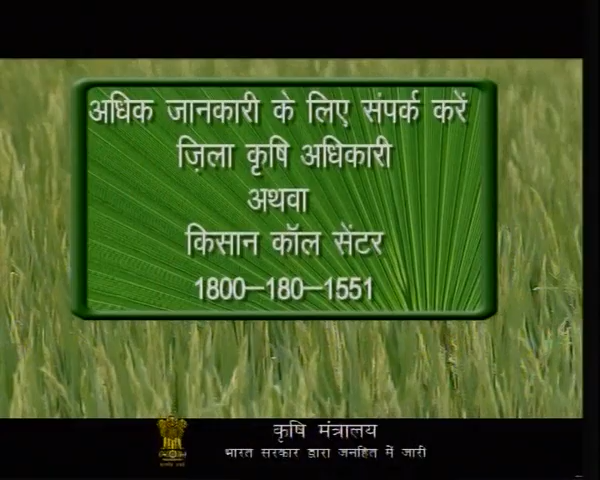 अधिक जानकारी के लिए संपर्क करें
ज़िला कृषि अधिकारी
अथवा
किसान कॉल सेंटर
1800-180-1551
कृषि मंत्रालय
भारत सरकार द्वारा जनहित में जारी